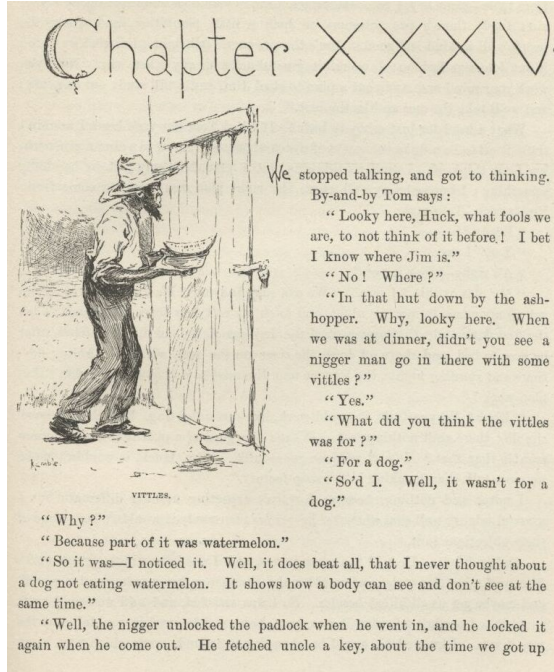 Chapter XXXIV.
We stopped talking, and got to thinking.
By-and-by Tom says:
"Looky here, Huck, what fools we
are, to not think of it before! I bet
I know where Jim is."
"No! Where?"
"In that hut down by the ash-
hopper. Why, looky here. When
we was at dinner, didn't you see a
nigger man go in there with some
vittles?"
"Yes."
"What did you think the vittles
was for?"
"For a dog."
"So'd I. Well, it wasn't for a
dog."
VITTLES.
"Why?"
"Because part of it was watermelon."
"So it was—I noticed it. Well, it does beat all, that I never thought about
a dog not eating watermelon. It shows how a body can see and don't see at the
same time."
"Well, the nigger unlocked the padlock when he went in, and he locked it
again when he come out. He fetched uncle a key, about the time we got up